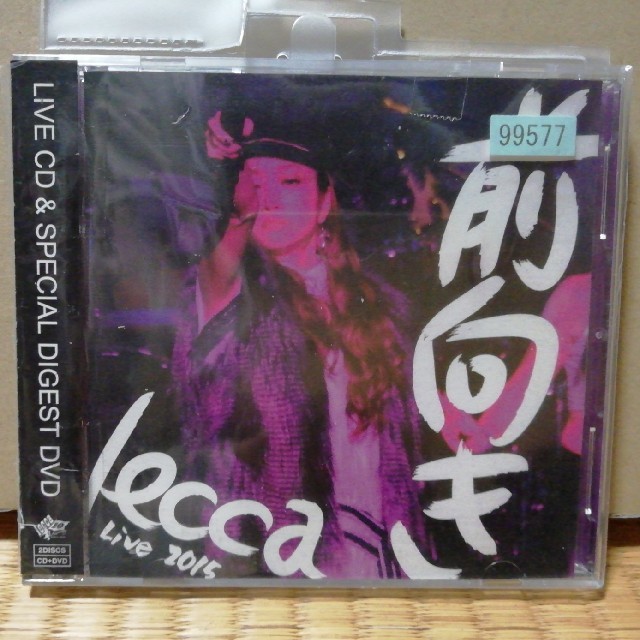 LIVE CD & SPECIAL DIGEST DVD
2DISCS
CD+DVD
99577
前向き
lecca
Live 2015